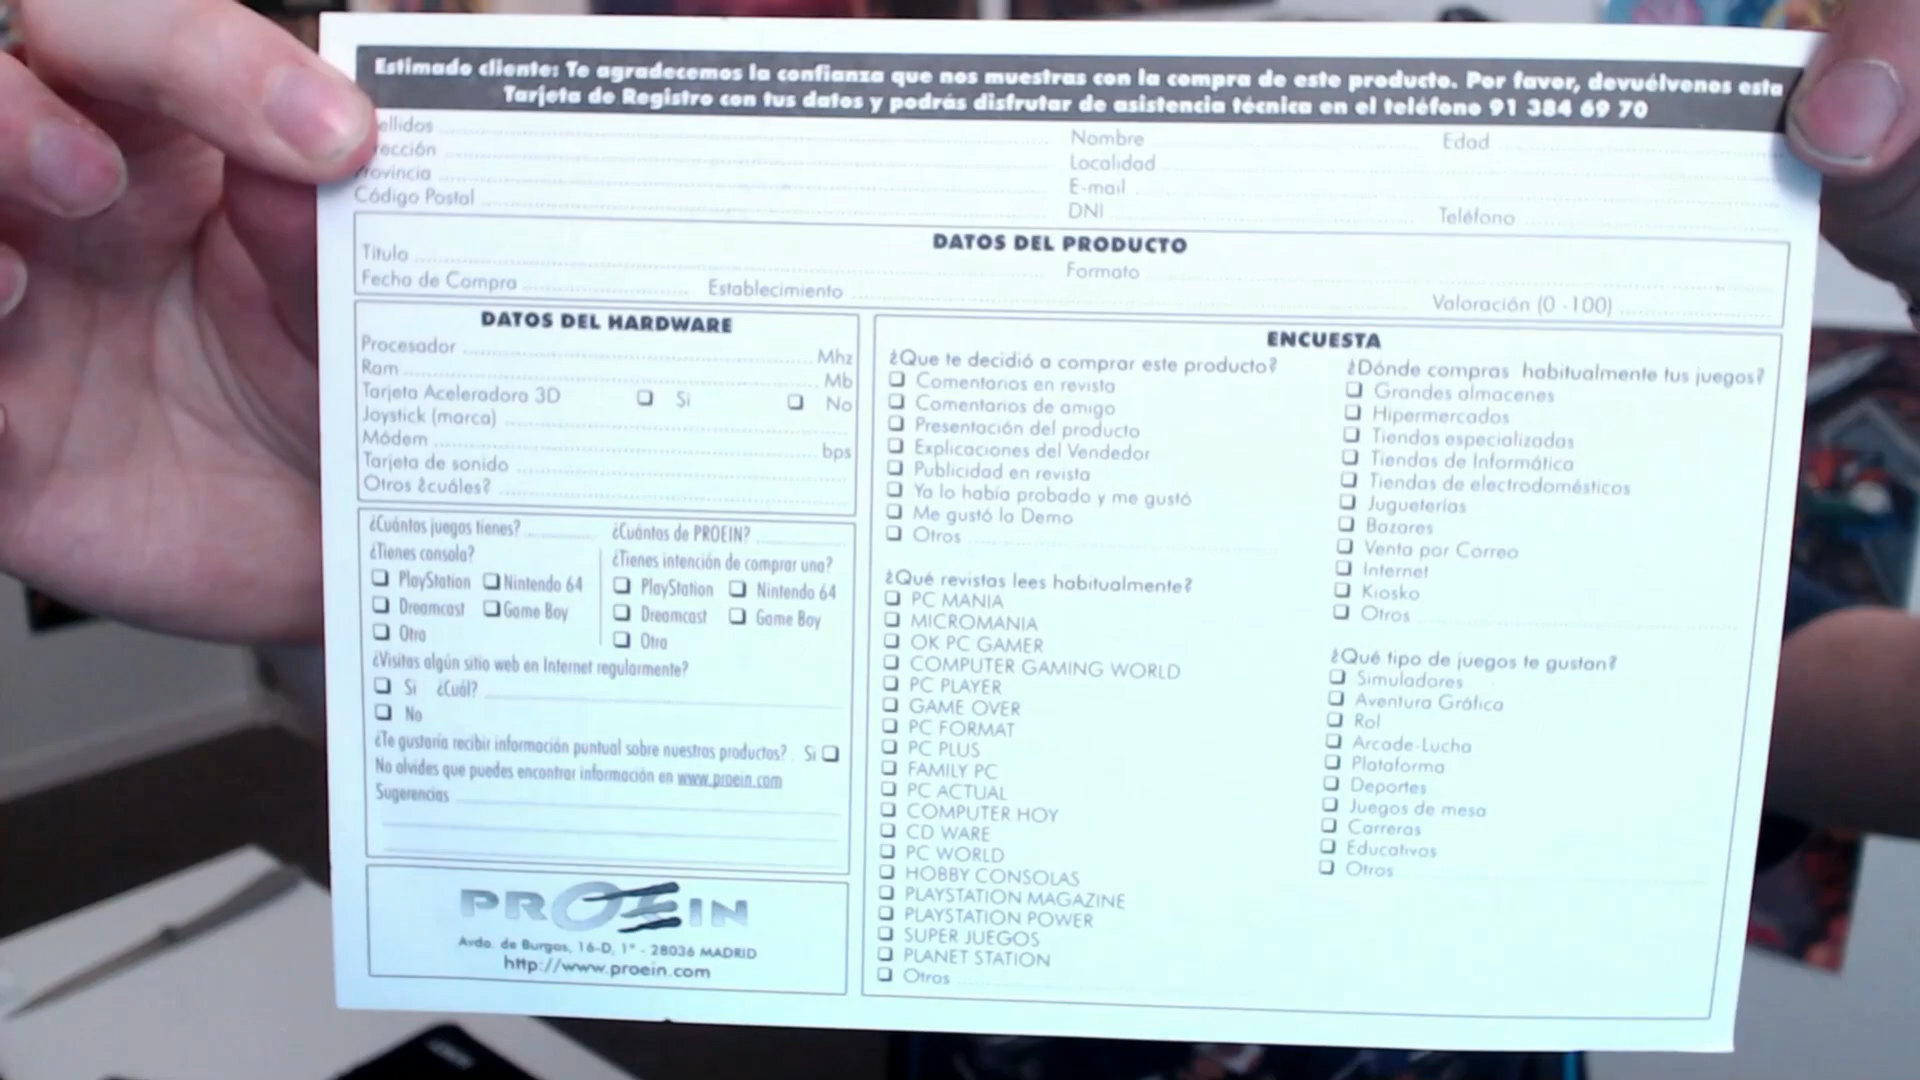 Estimado cliente: Te agradecemos la confianza que nos muestras con la compra de este producto. Por favor, devuélvenos esta
Tarjeta de Registro con tus datos y podrás disfrutar de asistencia técnica en el teléfono 91 384 69 70
ellidos Nombre Edad
rección Localidad
rovincia E-mail
Código Postal DNI Teléfono
DATOS DEL PRODUCTO
Título Formato
Fecha de Compra Establecimiento Valoración (0 -100)
DATOS DEL HARDWARE
Procesador Mhz
Ram Mb
Tarjeta Aceleradora 3D Si No
Joystick (marca)
Módem bps
Tarjeta de sonido
Otros ¿cuáles?
¿Cuántos juegos tienes? ¿Cuántos de PROEIN?
¿Tienes consola?
PlayStation Nintendo 64
Dreamcast Game Boy
Otra
¿Tienes intención de comprar una?
PlayStation Nintendo 64
Dreamcast Game Boy
Otra
¿Visitas algún sitio web en Internet regularmente?
Si ¿Cuál?
No
¿Te gustaría recibir información puntual sobre nuestros productos? Si
No olvides que puedes encontrar información en www.proein.com
Sugerencias
PROEIN
Avda. de Burgos, 16-D, 1º - 28036 MADRID
http://www.proein.com
ENCUESTA
¿Que te decidió a comprar este producto?
Comentarios en revista
Comentarios de amigo
Presentación del producto
Explicaciones del Vendedor
Publicidad en revista
Ya lo había probado y me gustó
Me gustó la Demo
Otros
¿Qué revistas lees habitualmente?
PC MANIA
MICROMANIA
OK PC GAMER
COMPUTER GAMING WORLD
PC PLAYER
GAME OVER
PC FORMAT
PC PLUS
FAMILY PC
PC ACTUAL
COMPUTER HOY
CD WARE
PC WORLD
HOBBY CONSOLAS
PLAYSTATION MAGAZINE
PLAYSTATION POWER
SUPER JUEGOS
PLANET STATION
Otros
¿Dónde compras habitualmente tus juegos?
Grandes almacenes
Hipermercados
Tiendas especializadas
Tiendas de Informática
Tiendas de electrodomésticos
Jugueterías
Bazares
Venta por Correo
Internet
Kiosko
Otros
¿Qué tipo de juegos te gustan?
Simuladores
Aventura Gráfica
Rol
Arcade-Lucha
Plataforma
Deportes
Juegos de mesa
Carreras
Educativos
Otros